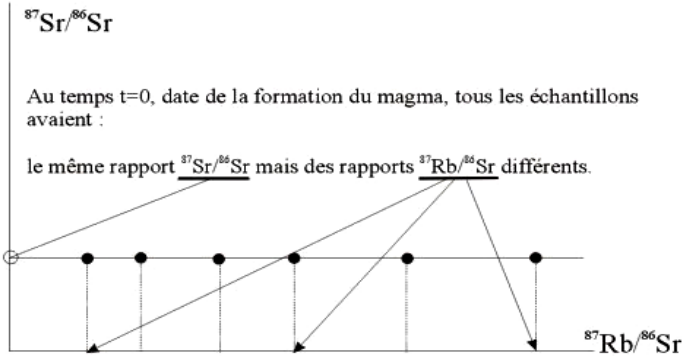 ⁸⁷Sr/⁸⁶Sr
Au temps t=0, date de la formation du magma, tous les échantillons
avaient :
le même rapport ⁸⁷Sr/⁸⁶Sr mais des rapports ⁸⁷Rb/⁸⁶Sr différents.
⁸⁷Rb/⁸⁶Sr